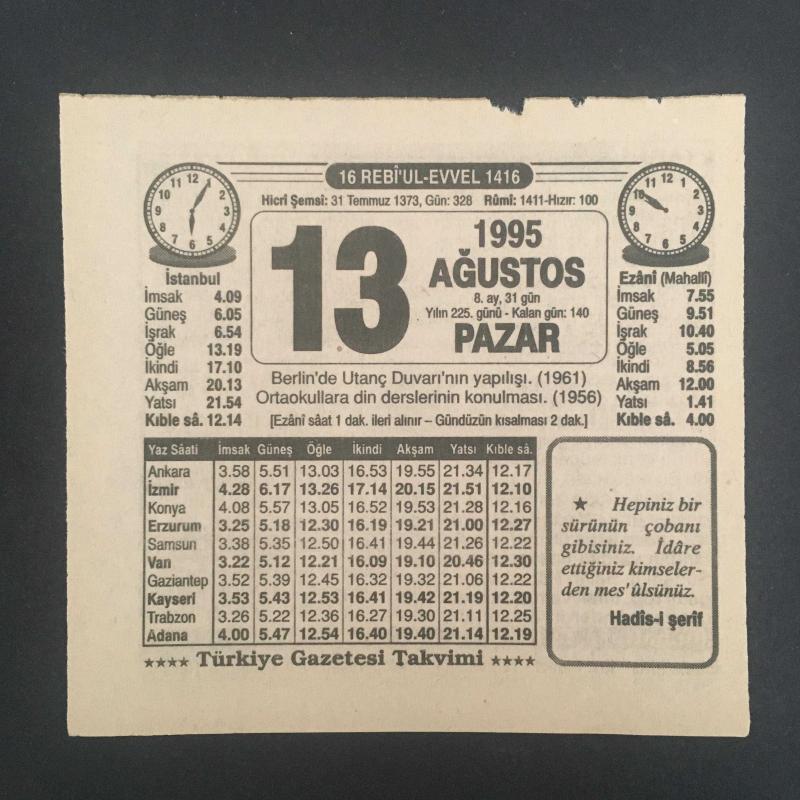 16 REBÎ'UL-EVVEL 1416
Hicrî Şemsî: 31 Temmuz 1373, Gün: 328 Rûmî: 1411-Hızır: 100
13
1995
AĞUSTOS
8. ay, 31 gün
Yılın 225. günü - Kalan gün: 140
PAZAR
İstanbul
İmsak 4.09
Güneş 6.05
İşrak 6.54
Öğle 13.19
İkindi 17.10
Akşam 20.13
Yatsı 21.54
Kıble sâ. 12.14
Ezânî (Mahallî)
İmsak 7.55
Güneş 9.51
İşrak 10.40
Öğle 5.05
İkindi 8.56
Akşam 12.00
Yatsı 1.41
Kıble sâ. 4.00
Berlin'de Utanç Duvarı'nın yapılışı. (1961)
Ortaokullara din derslerinin konulması. (1956)
[Ezânî sâat 1 dak. ileri alınır – Gündüzün kısalması 2 dak.]
Yaz Sâati İmsak Güneş Öğle İkindi Akşam Yatsı Kıble sâ.
Ankara 3.58 5.51 13.03 16.53 19.55 21.34 12.17
İzmir 4.28 6.17 13.26 17.14 20.15 21.51 12.10
Konya 4.08 5.57 13.05 16.52 19.53 21.28 12.16
Erzurum 3.25 5.18 12.30 16.19 19.21 21.00 12.27
Samsun 3.38 5.35 12.50 16.41 19.44 21.26 12.22
Van 3.22 5.12 12.21 16.09 19.10 20.46 12.30
Gaziantep 3.52 5.39 12.45 16.32 19.32 21.06 12.22
Kayseri 3.53 5.43 12.53 16.41 19.42 21.19 12.20
Trabzon 3.26 5.22 12.36 16.27 19.30 21.11 12.25
Adana 4.00 5.47 12.54 16.40 19.40 21.14 12.19
★★★★ Türkiye Gazetesi Takvimi ★★★★
★ Hepiniz bir
sürünün çobanı
gibisiniz. İdâre
ettiğiniz kimseler-
den mes'ûlsünüz.
Hadîs-i şerîf